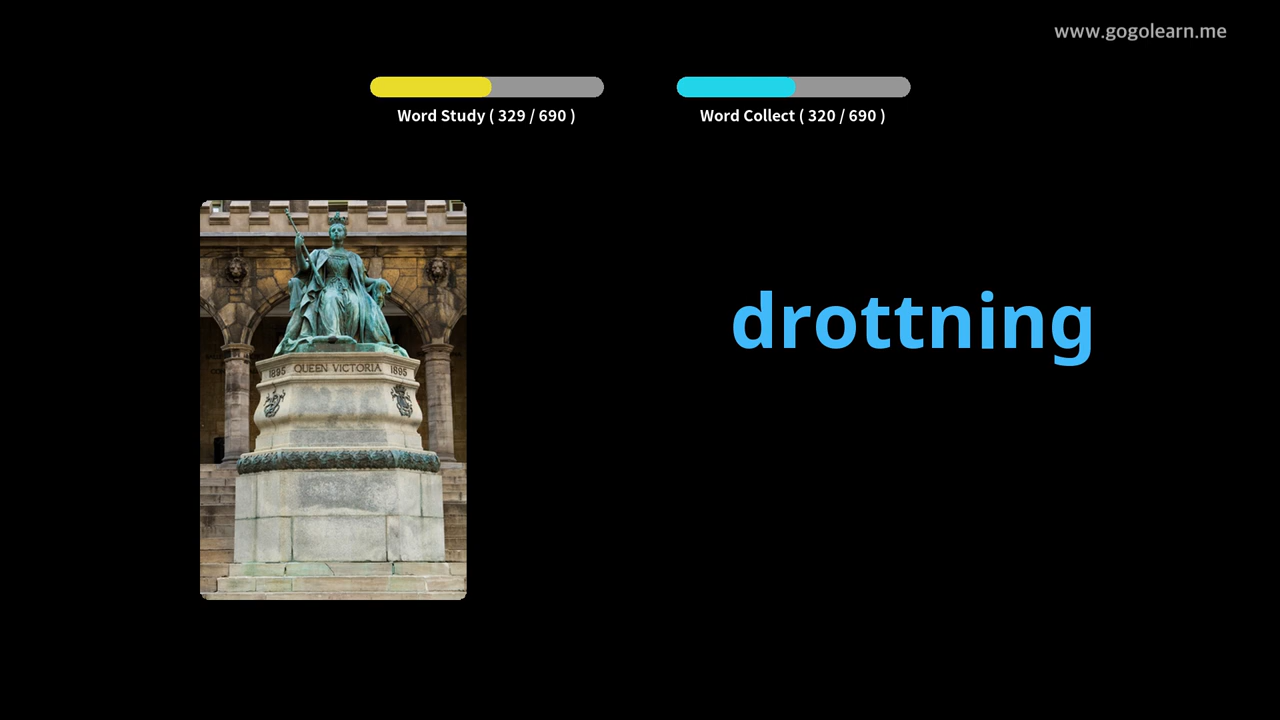 www.gogolearn.me
Word Study ( 329 / 690 )
Word Collect ( 320 / 690 )
drottning
1895 QUEEN VICTORIA 1895